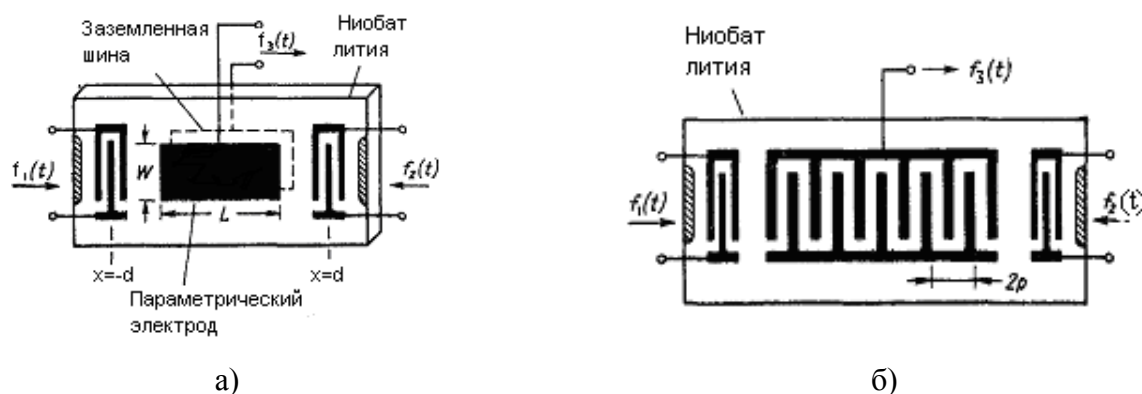 Заземленная
шина
Ниобат
лития
f₃(t)
f₁(t)
W
L
f₂(t)
x=-d
x=d
Параметрический
электрод
а)
Ниобат
лития
f₃(t)
f₁(t)
f₂(t)
2p
б)